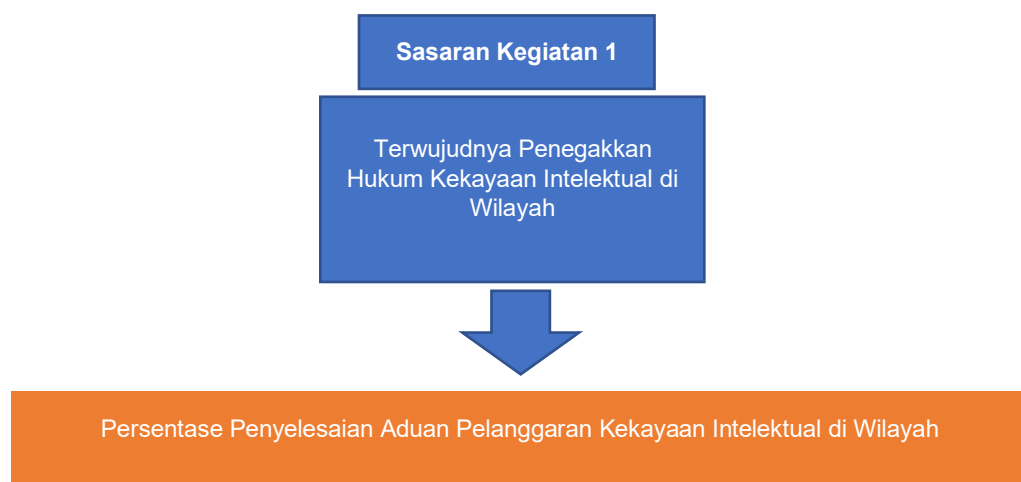 Sasaran Kegiatan 1
Terwujudnya Penegakkan
Hukum Kekayaan Intelektual di
Wilayah
Persentase Penyelesaian Aduan Pelanggaran Kekayaan Intelektual di Wilayah